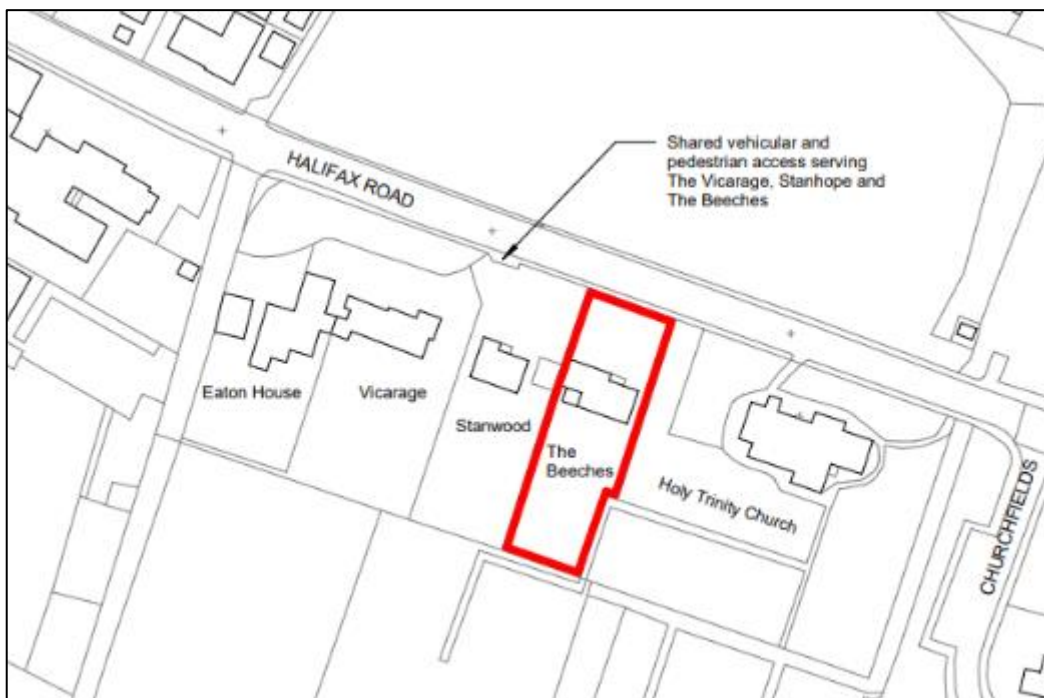 HALIFAX ROAD
Shared vehicular and
pedestrian access serving
The Vicarage, Stanhope and
The Beeches
Eaton House
Vicarage
Stanwood
The
Beeches
Holy Trinity Church
CHURCHFIELDS